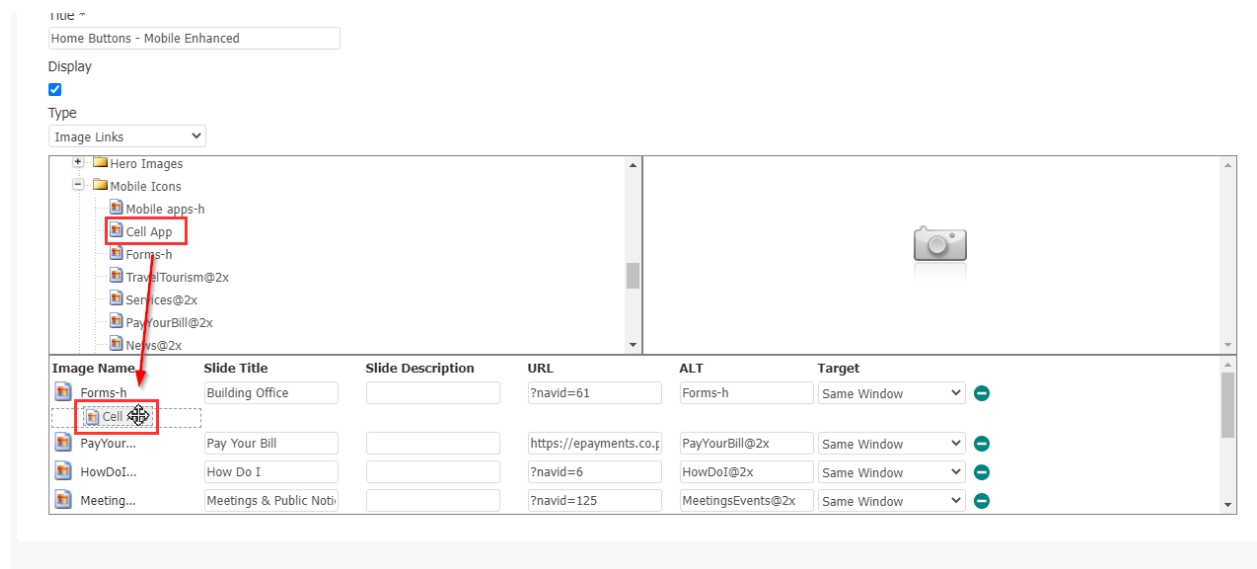 Title *
Home Buttons - Mobile Enhanced
Display
Type
Image Links
Hero Images
Mobile Icons
Mobile apps-h
Cell App
Forms-h
TravelTourism@2x
Services@2x
PayYourBill@2x
News@2x
Image Name Slide Title Slide Description URL ALT Target
Forms-h Building Office ?navid=61 Forms-h Same Window
Cell
PayYour... Pay Your Bill https://epayments.co.p PayYourBill@2x Same Window
HowDoI... How Do I ?navid=6 HowDoI@2x Same Window
Meeting... Meetings & Public Noti ?navid=125 MeetingsEvents@2x Same Window